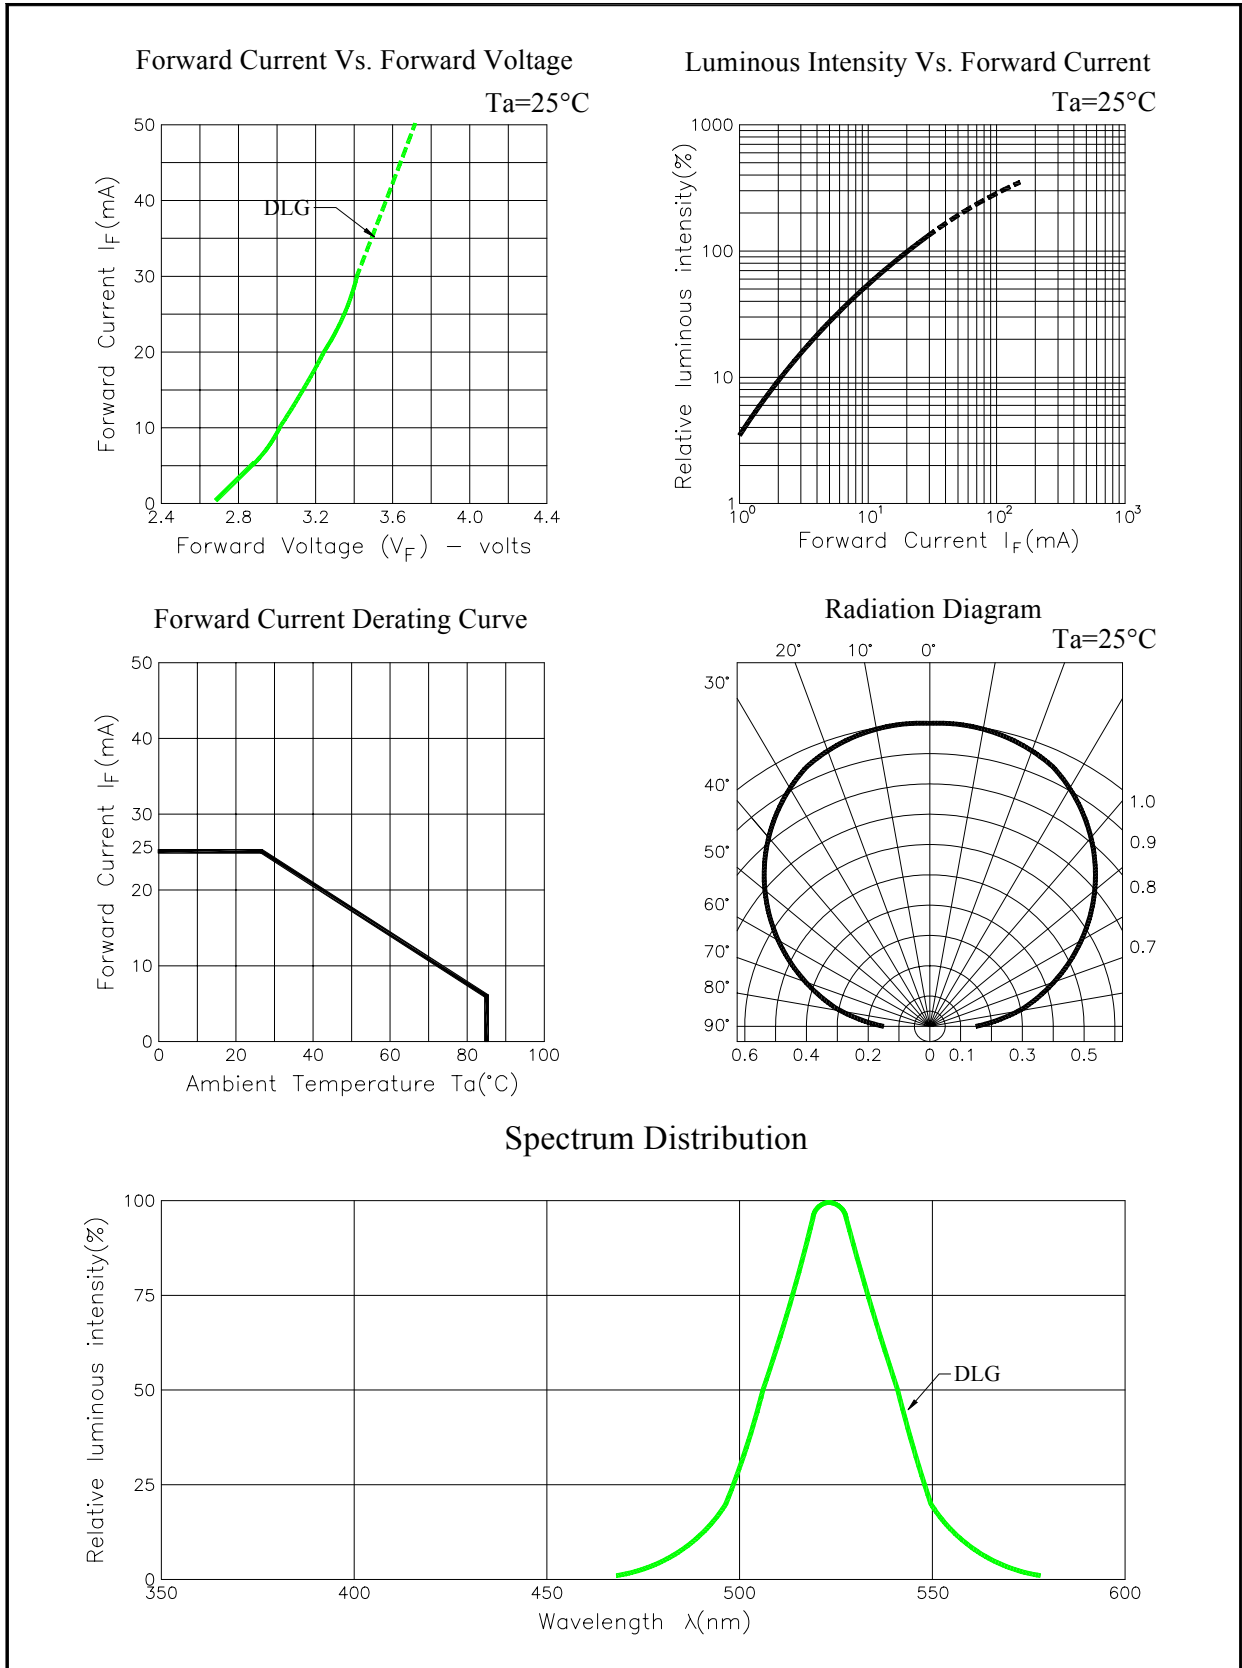 Forward Current Vs. Forward Voltage
Ta=25°C
50
40
30
20
10
0
Forward Current IF(mA)
DLG
2.4 2.8 3.2 3.6 4.0 4.4
Forward Voltage (VF) – volts
Luminous Intensity Vs. Forward Current
Ta=25°C
1000
100
10
1
Relative luminous intensity(%)
10⁰ 10¹ 10² 10³
Forward Current IF(mA)
Forward Current Derating Curve
50
40
30
25
20
10
0
Forward Current IF(mA)
0 20 40 60 80 100
Ambient Temperature Ta(°C)
Radiation Diagram
Ta=25°C
20° 10° 0°
30°
40°
50°
60°
70°
80°
90°
1.0
0.9
0.8
0.7
0.6 0.4 0.2 0 0.1 0.3 0.5
Spectrum Distribution
100
75
50
25
0
Relative luminous intensity(%)
DLG
350 400 450 500 550 600
Wavelength λ(nm)